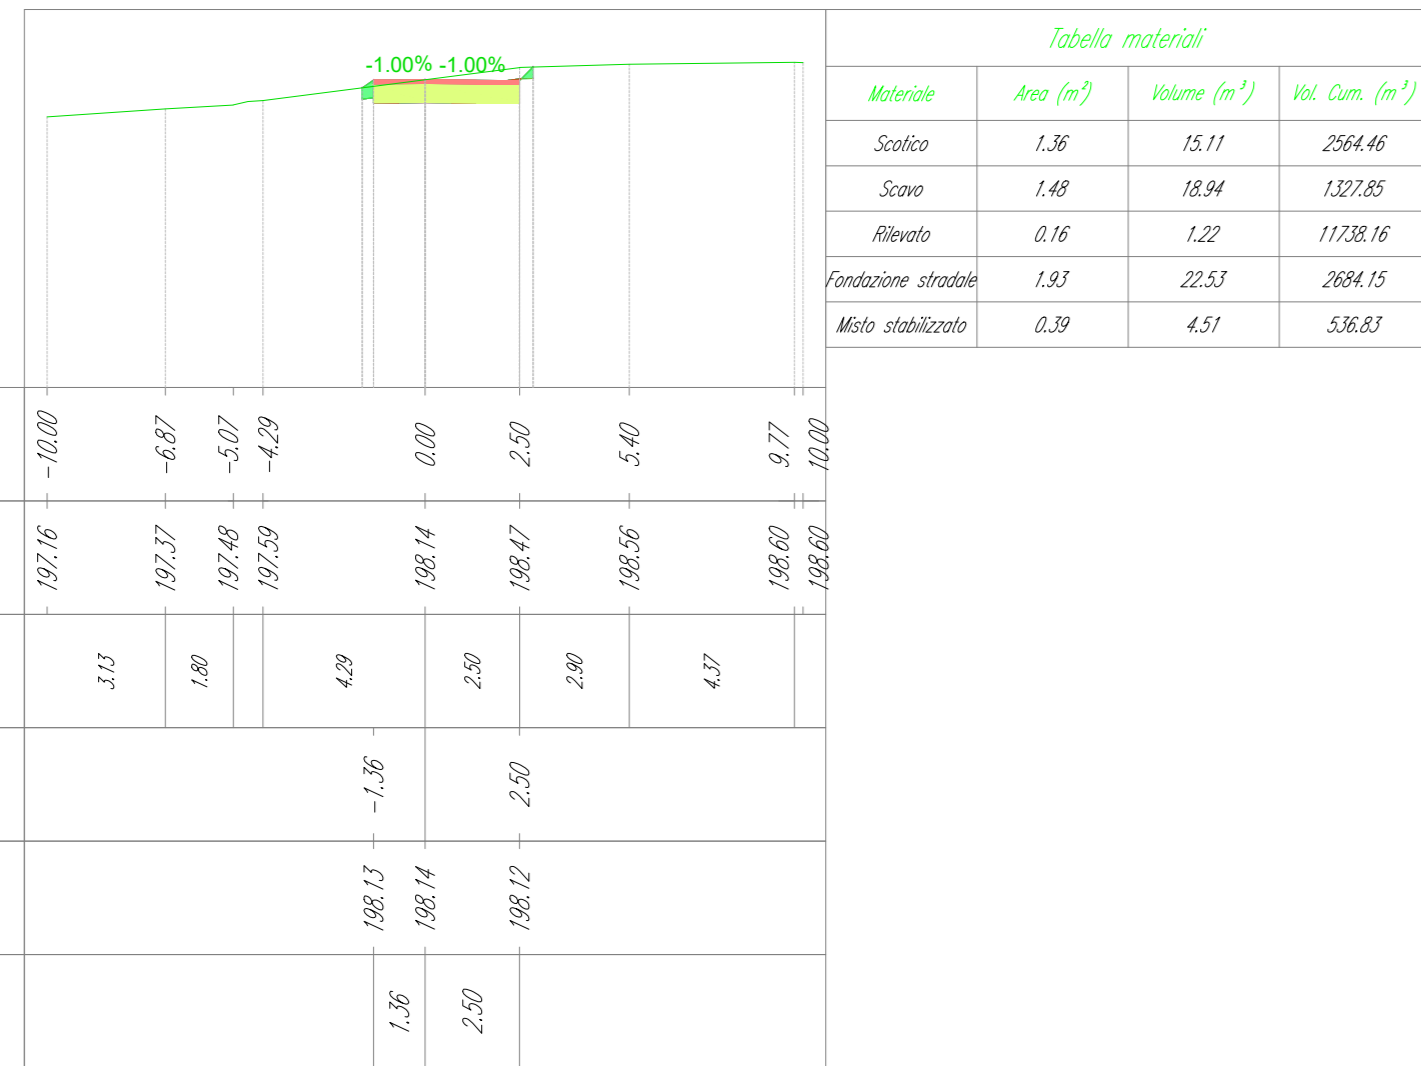 -1.00% -1.00%
Tabella materiali
Materiale Area (m²) Volume (m³) Vol. Cum. (m³)
Scotico 1.36 15.11 2564.46
Scavo 1.48 18.94 1327.85
Rilevato 0.16 1.22 11738.16
Fondazione stradale 1.93 22.53 2684.15
Misto stabilizzato 0.39 4.51 536.83
-10.00 -6.87 -5.07 -4.29 0.00 2.50 5.40 9.77 10.00
197.16 197.37 197.48 197.59 198.14 198.47 198.56 198.60 198.60
3.13 1.80 4.29 2.50 2.90 4.37
-1.36 2.50
198.13 198.14 198.12
1.36 2.50